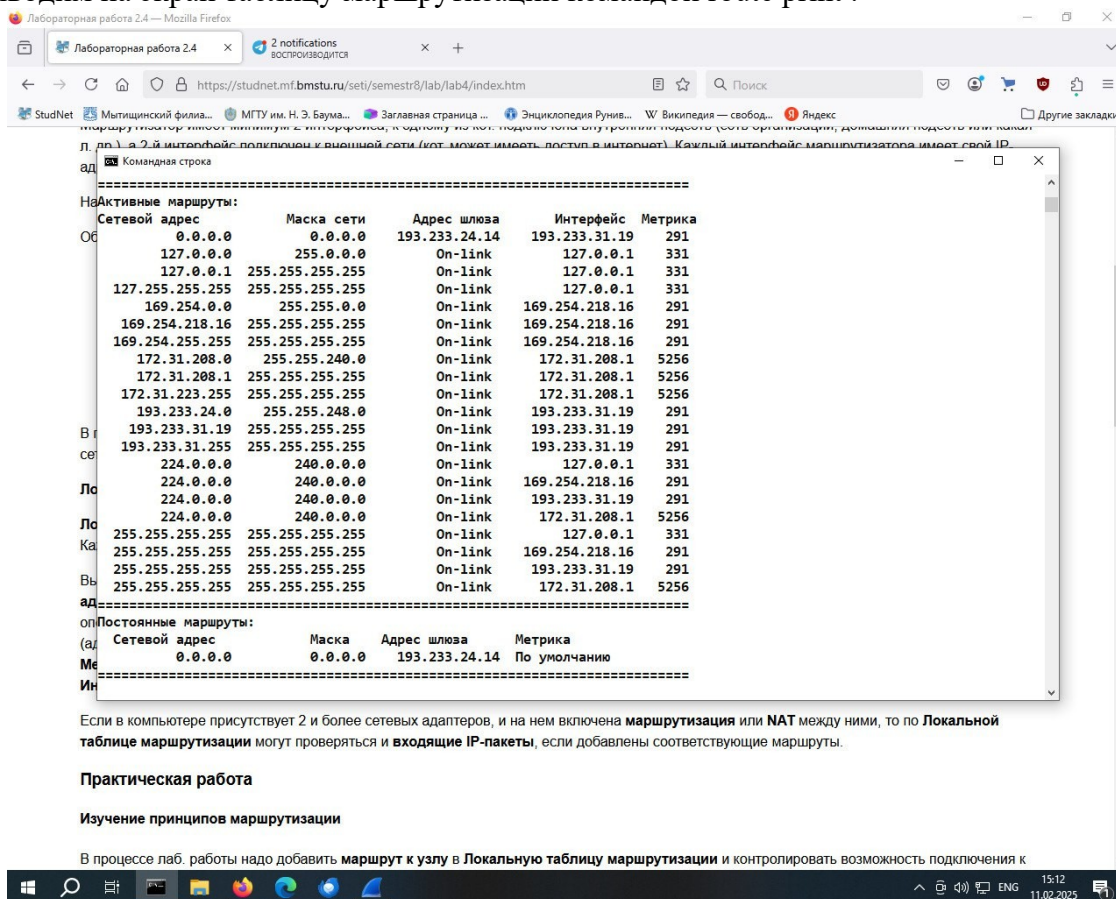 Лабораторная работа 2.4 — Mozilla Firefox
Лабораторная работа 2.4
2 notifications
ВОСПРОИЗВОДИТСЯ
https://studnet.mf.bmstu.ru/seti/semestr8/lab/lab4/index.htm
Поиск
StudNet Мытищинский филиа... МГТУ им. Н. Э. Баума... Заглавная страница ... Энциклопедия Рунив... Википедия — свобод... Яндекс Другие закладки
л. др.), а 2-й интерфейс подключен к внешней сети (кот. может иметь доступ в интернет). Каждый интерфейс маршрутизатора имеет свой IP-
ад
Командная строка
На
Активные маршруты:
Сетевой адрес Маска сети Адрес шлюза Интерфейс Метрика
Об
0.0.0.0 0.0.0.0 193.233.24.14 193.233.31.19 291
127.0.0.0 255.0.0.0 On-link 127.0.0.1 331
127.0.0.1 255.255.255.255 On-link 127.0.0.1 331
127.255.255.255 255.255.255.255 On-link 127.0.0.1 331
169.254.0.0 255.255.0.0 On-link 169.254.218.16 291
169.254.218.16 255.255.255.255 On-link 169.254.218.16 291
169.254.255.255 255.255.255.255 On-link 169.254.218.16 291
172.31.208.0 255.255.240.0 On-link 172.31.208.1 5256
172.31.208.1 255.255.255.255 On-link 172.31.208.1 5256
172.31.223.255 255.255.255.255 On-link 172.31.208.1 5256
193.233.24.0 255.255.248.0 On-link 193.233.31.19 291
193.233.31.19 255.255.255.255 On-link 193.233.31.19 291
193.233.31.255 255.255.255.255 On-link 193.233.31.19 291
224.0.0.0 240.0.0.0 On-link 127.0.0.1 331
224.0.0.0 240.0.0.0 On-link 169.254.218.16 291
224.0.0.0 240.0.0.0 On-link 193.233.31.19 291
224.0.0.0 240.0.0.0 On-link 172.31.208.1 5256
255.255.255.255 255.255.255.255 On-link 127.0.0.1 331
255.255.255.255 255.255.255.255 On-link 169.254.218.16 291
255.255.255.255 255.255.255.255 On-link 193.233.31.19 291
255.255.255.255 255.255.255.255 On-link 172.31.208.1 5256
Постоянные маршруты:
Сетевой адрес Маска Адрес шлюза Метрика
0.0.0.0 0.0.0.0 193.233.24.14 По умолчанию
Если в компьютере присутствует 2 и более сетевых адаптеров, и на нем включена маршрутизация или NAT между ними, то по Локальной
таблице маршрутизации могут проверяться и входящие IP-пакеты, если добавлены соответствующие маршруты.
Практическая работа
Изучение принципов маршрутизации
В процессе лаб. работы надо добавить маршрут к узлу в Локальную таблицу маршрутизации и контролировать возможность подключения к
ENG
15:12
11.02.2025